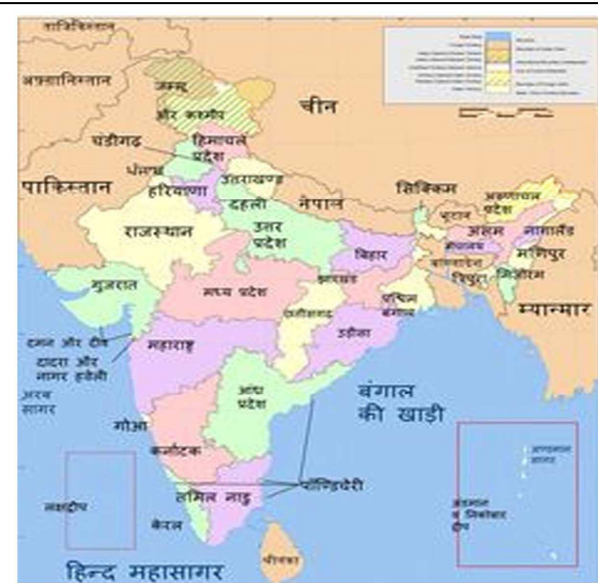 ताजिकिस्तान
अफ़्ग़ानिस्तान
जम्मू
और कश्मीर
चीन
चंडीगढ़
हिमाचल
प्रदेश
पंजाब
उत्तराखण्ड
पाकिस्तान
हरियाणा
सिक्किम
दहली
नेपाल
अरुणाचल
प्रदेश
भूटान
राजस्थान
उत्तर
प्रदेश
असम
नागालैंड
बिहार
मेघालय
मणिपुर
बांग्लादेश
गुजरात
झारखंड
त्रिपुरा
मिज़ोरम
मध्य प्रदेश
पश्चिम
बंगाल
म्यान्मार
छत्तीसगढ़
उड़ीसा
दमन और दीव
महाराष्ट्र
दादरा और
नागर हवेली
आंध्र
प्रदेश
बंगाल
की खाड़ी
अरब
सागर
गोआ
कर्नाटक
अण्डमान
सागर
पॉण्डिचेरी
तमिल नाडु
लक्षद्वीप
अंडमान
व निकोबार
द्वीप
केरल
श्रीलंका
हिन्द महासागर